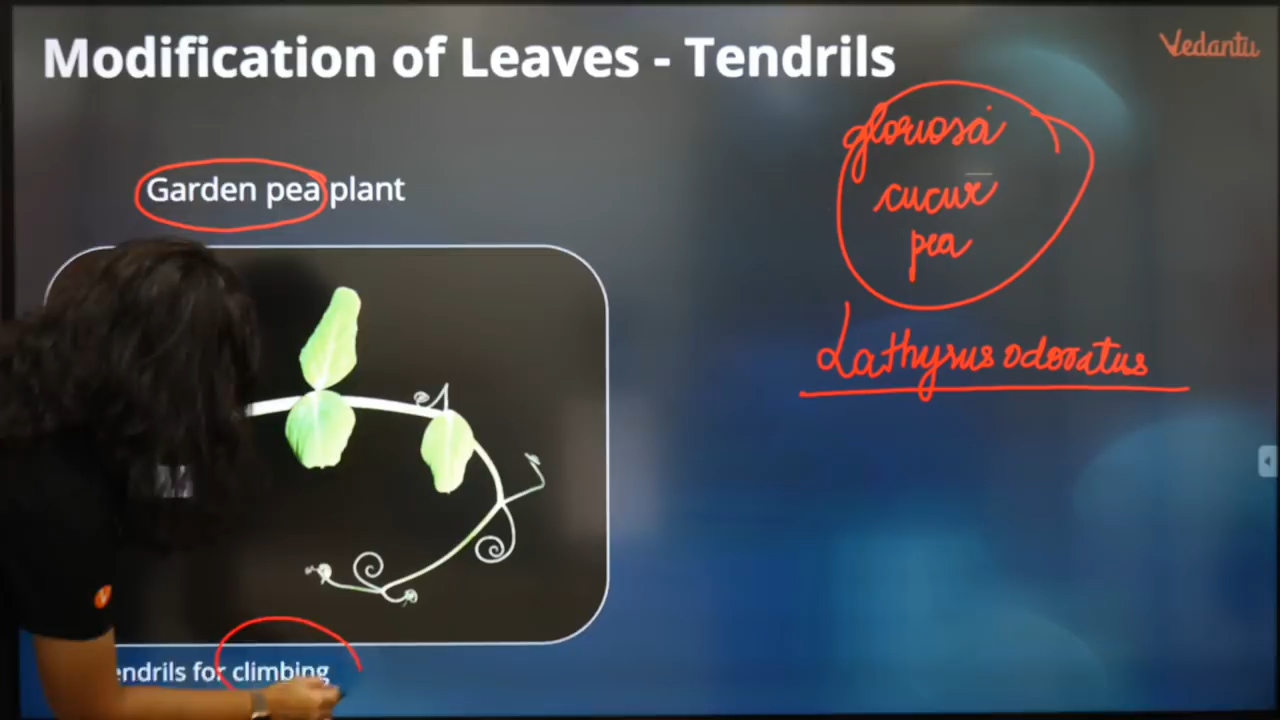 Modification of Leaves - Tendrils
Vedantu
Garden pea plant
gloriosa
cucur
pea
Lathyrus odoratus
endrils for climbing